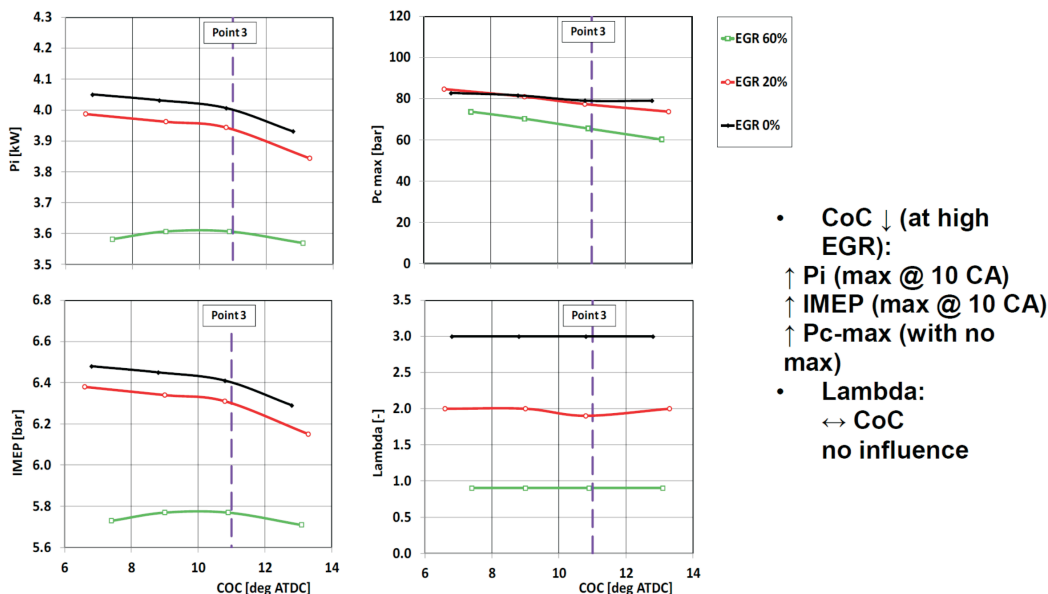 4.3
4.2
4.1
4.0
3.9
3.8
3.7
3.6
3.5
Pi [kW]
Point 3
120
100
80
60
40
20
0
Pc max [bar]
Point 3
EGR 60%
EGR 20%
EGR 0%
6.8
6.6
6.4
6.2
6.0
5.8
5.6
IMEP [bar]
Point 3
6 8 10 12 14
COC [deg ATDC]
3.5
3.0
2.5
2.0
1.5
1.0
0.5
0.0
Lambda [-]
Point 3
6 8 10 12 14
COC [deg ATDC]
• CoC ↓ (at high
EGR):
↑ Pi (max @ 10 CA)
↑ IMEP (max @ 10 CA)
↑ Pc-max (with no
max)
• Lambda:
↔ CoC
no influence